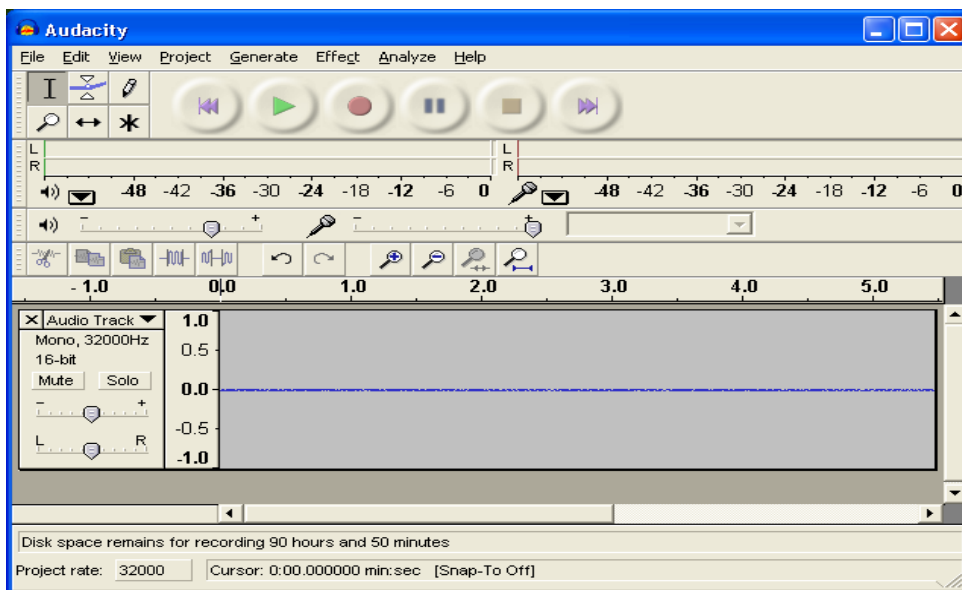 Audacity
File Edit View Project Generate Effect Analyze Help
L
R
L
R
-48 -42 -36 -30 -24 -18 -12 -6 0
-48 -42 -36 -30 -24 -18 -12 -6 0
- +
- +
- 1.0 0.0 1.0 2.0 3.0 4.0 5.0
X Audio Track
Mono, 32000Hz
16-bit
Mute Solo
- +
L R
1.0
0.5
0.0
-0.5
-1.0
Disk space remains for recording 90 hours and 50 minutes
Project rate: 32000 Cursor: 0:00.000000 min:sec [Snap-To Off]